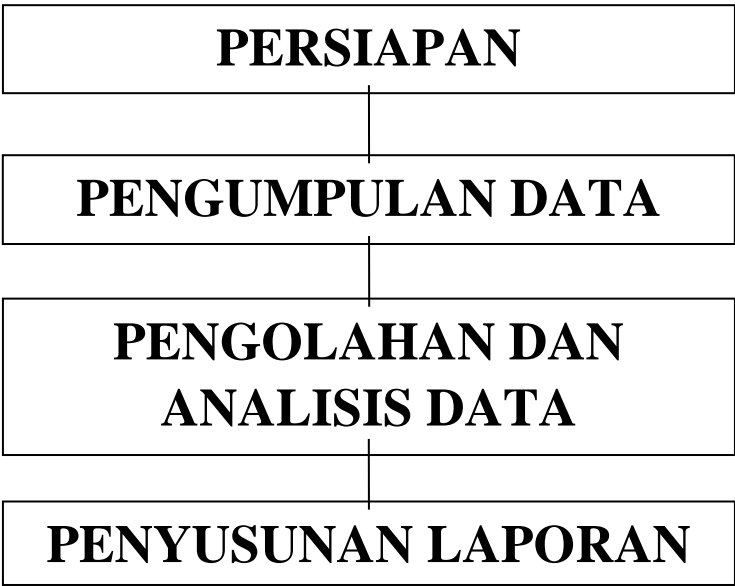 PERSIAPAN
PENGUMPULAN DATA
PENGOLAHAN DAN
ANALISIS DATA
PENYUSUNAN LAPORAN